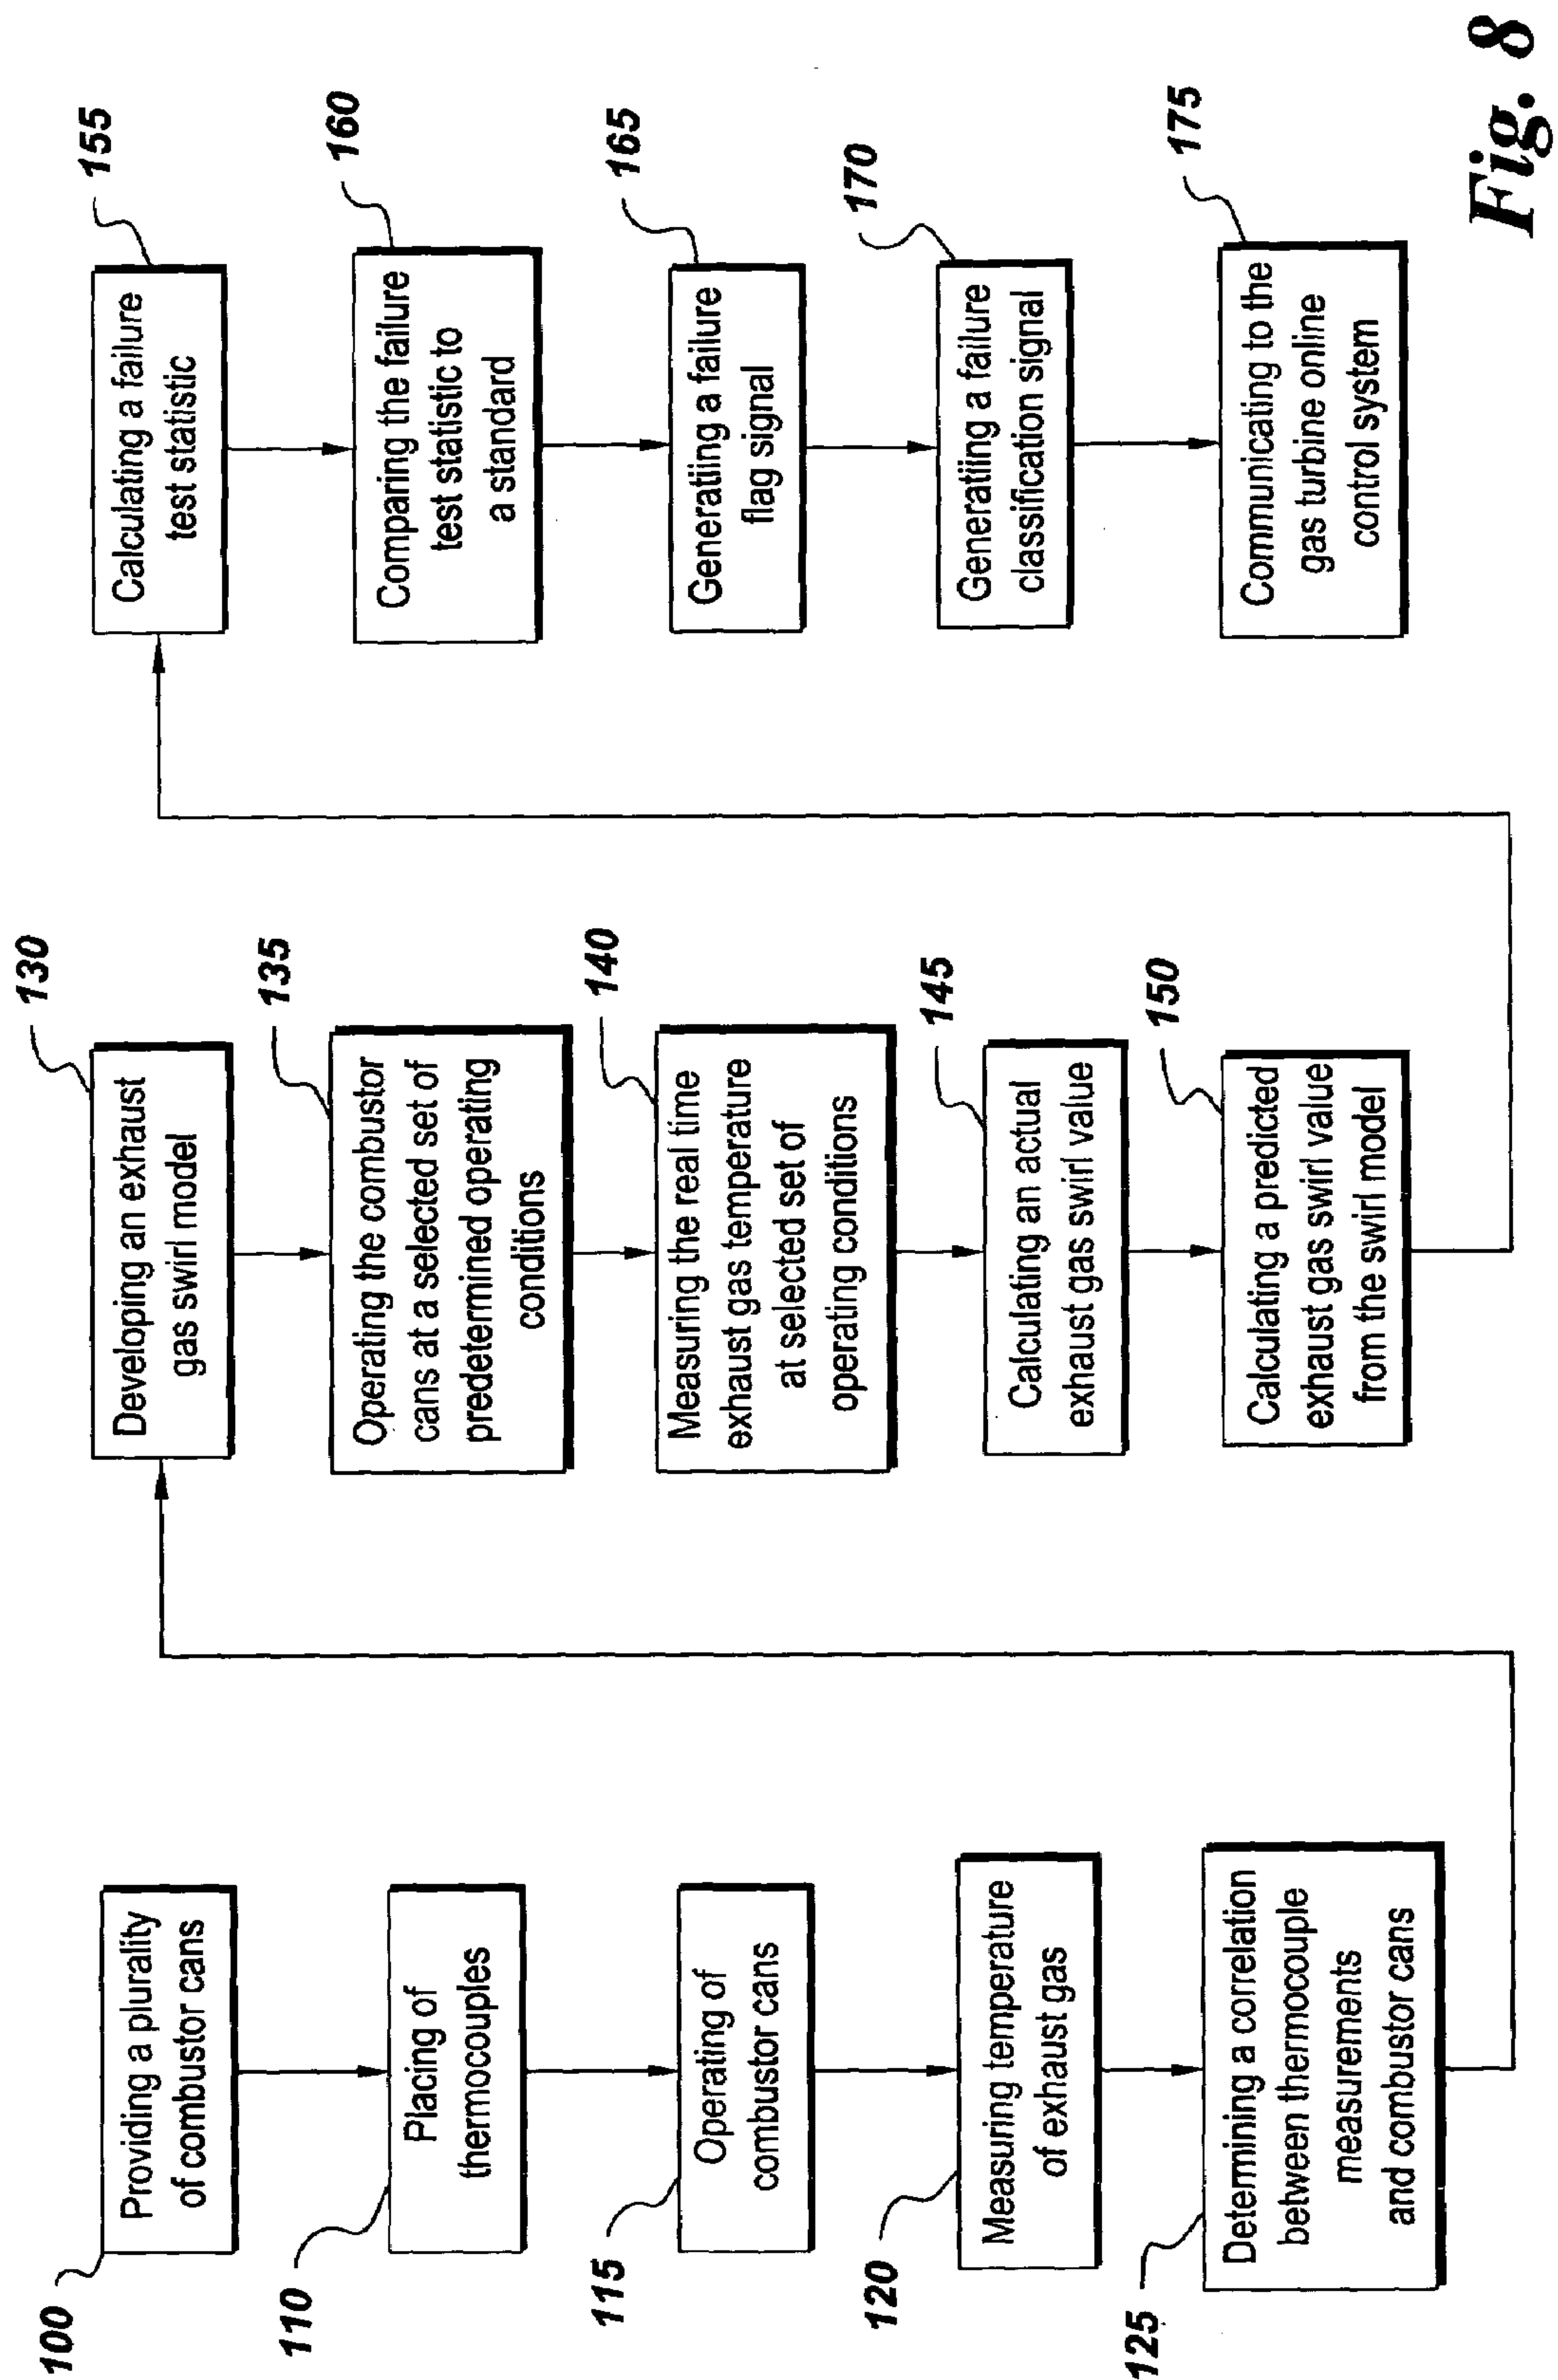 100
Providing a plurality
of combustor cans
110
Placing of
thermocouples
115
Operating of
combustor cans
120
Measuring temperature
of exhaust gas
125
Determining a correlation
between thermocouple
measurements
and combustor cans
130
Developing an exhaust
gas swirl model
135
Operating the combustor
cans at a selected set of
predetermined operating
conditions
140
Measuring the real time
exhaust gas temperature
at selected set of
operating conditions
145
Calculating an actual
exhaust gas swirl value
150
Calculating a predicted
exhaust gas swirl value
from the swirl model
155
Calculating a failure
test statistic
160
Comparing the failure
test statistic to
a standard
165
Generatiing a failure
flag signal
170
Generatiing a failure
classification signal
175
Communicating to the
gas turbine online
control system
Fig. 8